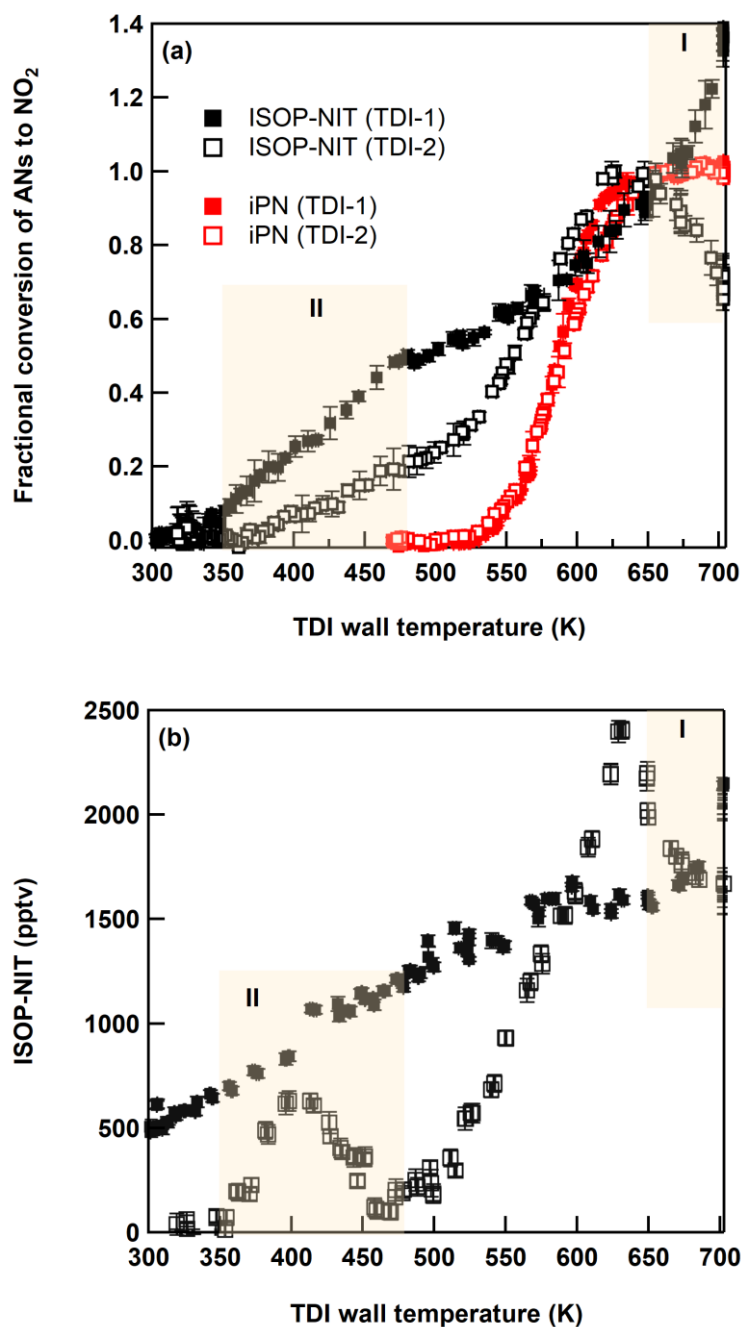 (a)
I
1.4
1.2
1.0
0.8
0.6
0.4
0.2
0.0
Fractional conversion of ANs to NO₂
ISOP-NIT (TDI-1)
ISOP-NIT (TDI-2)
iPN (TDI-1)
iPN (TDI-2)
II
300 350 400 450 500 550 600 650 700
TDI wall temperature (K)
(b)
I
2500
2000
1500
1000
500
0
ISOP-NIT (pptv)
II
300 350 400 450 500 550 600 650 700
TDI wall temperature (K)